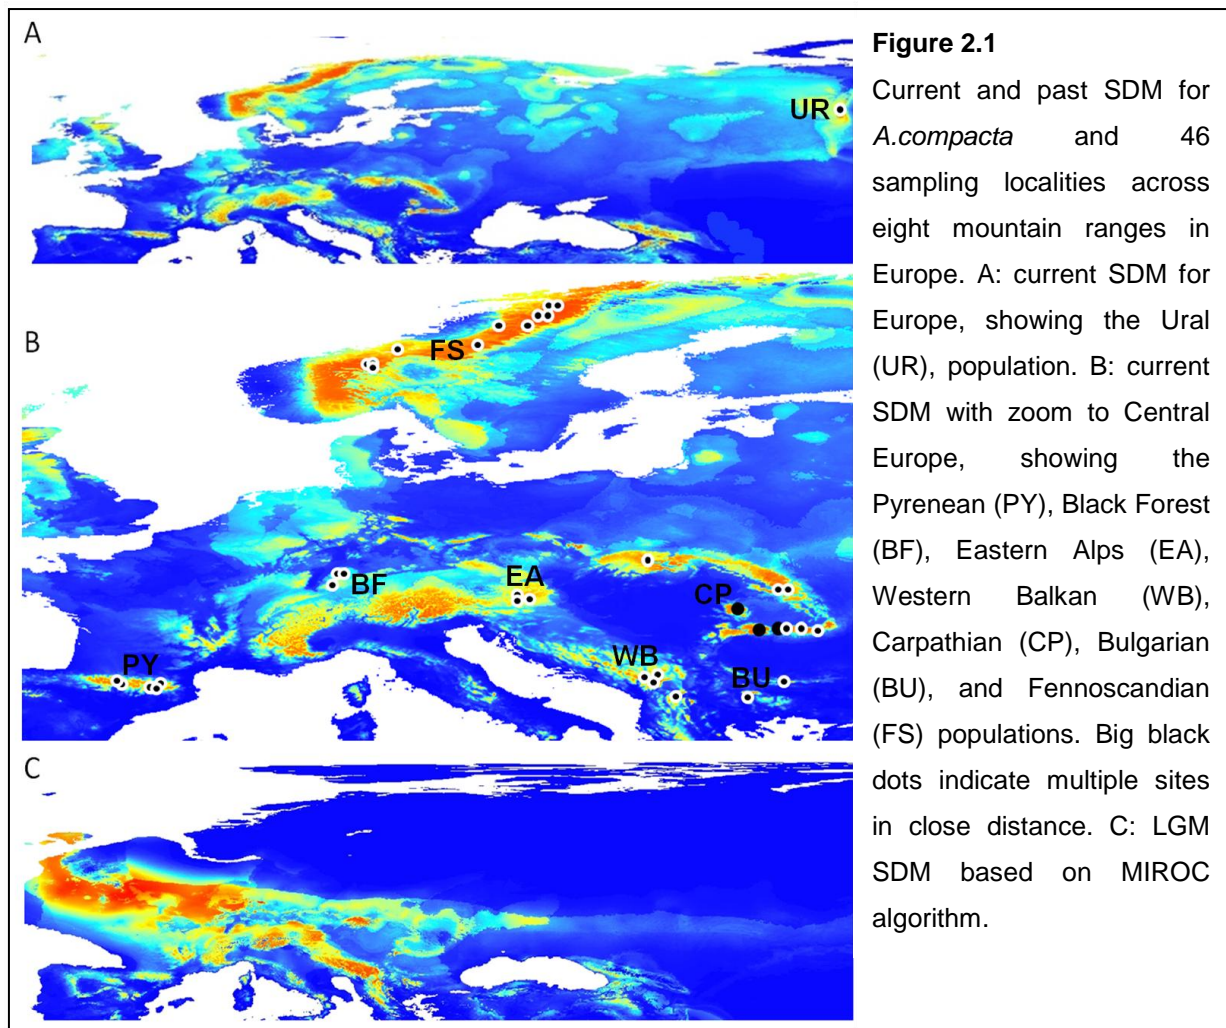 A
UR
B
FS
BF
EA
CP
PY
WB
BU
C
Figure 2.1
Current and past SDM for
A.compacta and 46
sampling localities across
eight mountain ranges in
Europe. A: current SDM for
Europe, showing the Ural
(UR), population. B: current
SDM with zoom to Central
Europe, showing the
Pyrenean (PY), Black Forest
(BF), Eastern Alps (EA),
Western Balkan (WB),
Carpathian (CP), Bulgarian
(BU), and Fennoscandian
(FS) populations. Big black
dots indicate multiple sites
in close distance. C: LGM
SDM based on MIROC
algorithm.